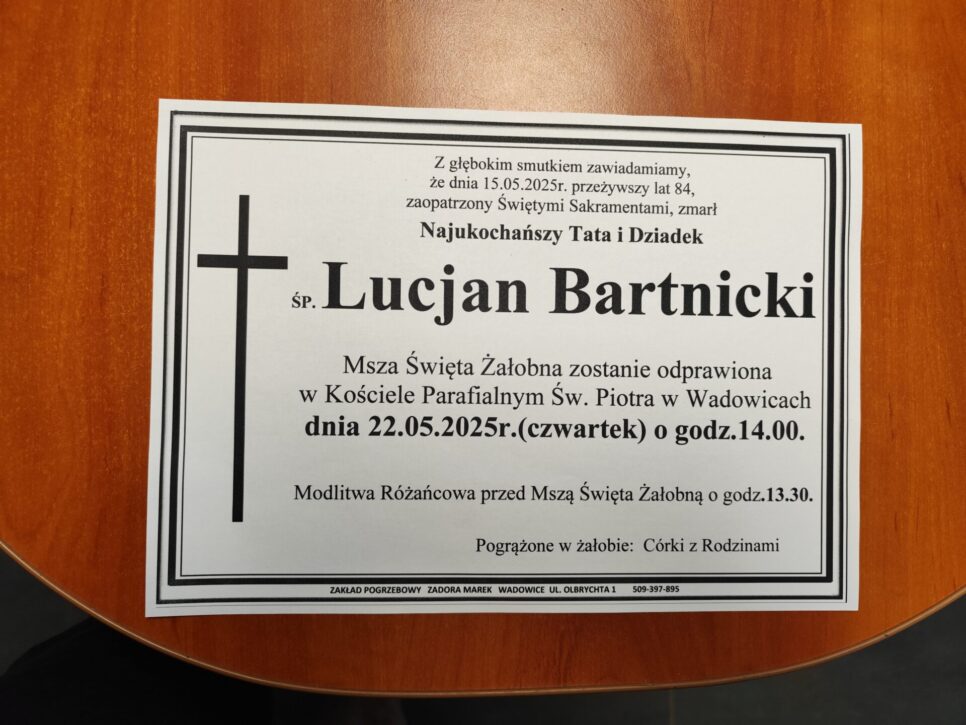 Z głębokim smutkiem zawiadamiamy,
że dnia 15.05.2025r. przeżywszy lat 84,
zaopatrzony Świętymi Sakramentami, zmarł
Najukochańszy Tata i Dziadek
ŚP. Lucjan Bartnicki
Msza Święta Żałobna zostanie odprawiona
w Kościele Parafialnym Św. Piotra w Wadowicach
dnia 22.05.2025r.(czwartek) o godz.14.00.
Modlitwa Różańcowa przed Mszą Święta Żałobną o godz.13.30.
Pogrążone w żałobie: Córki z Rodzinami
ZAKŁAD POGRZEBOWY ZADORA MAREK WADOWICE UL. OLBRYCHTA 1 509-397-895